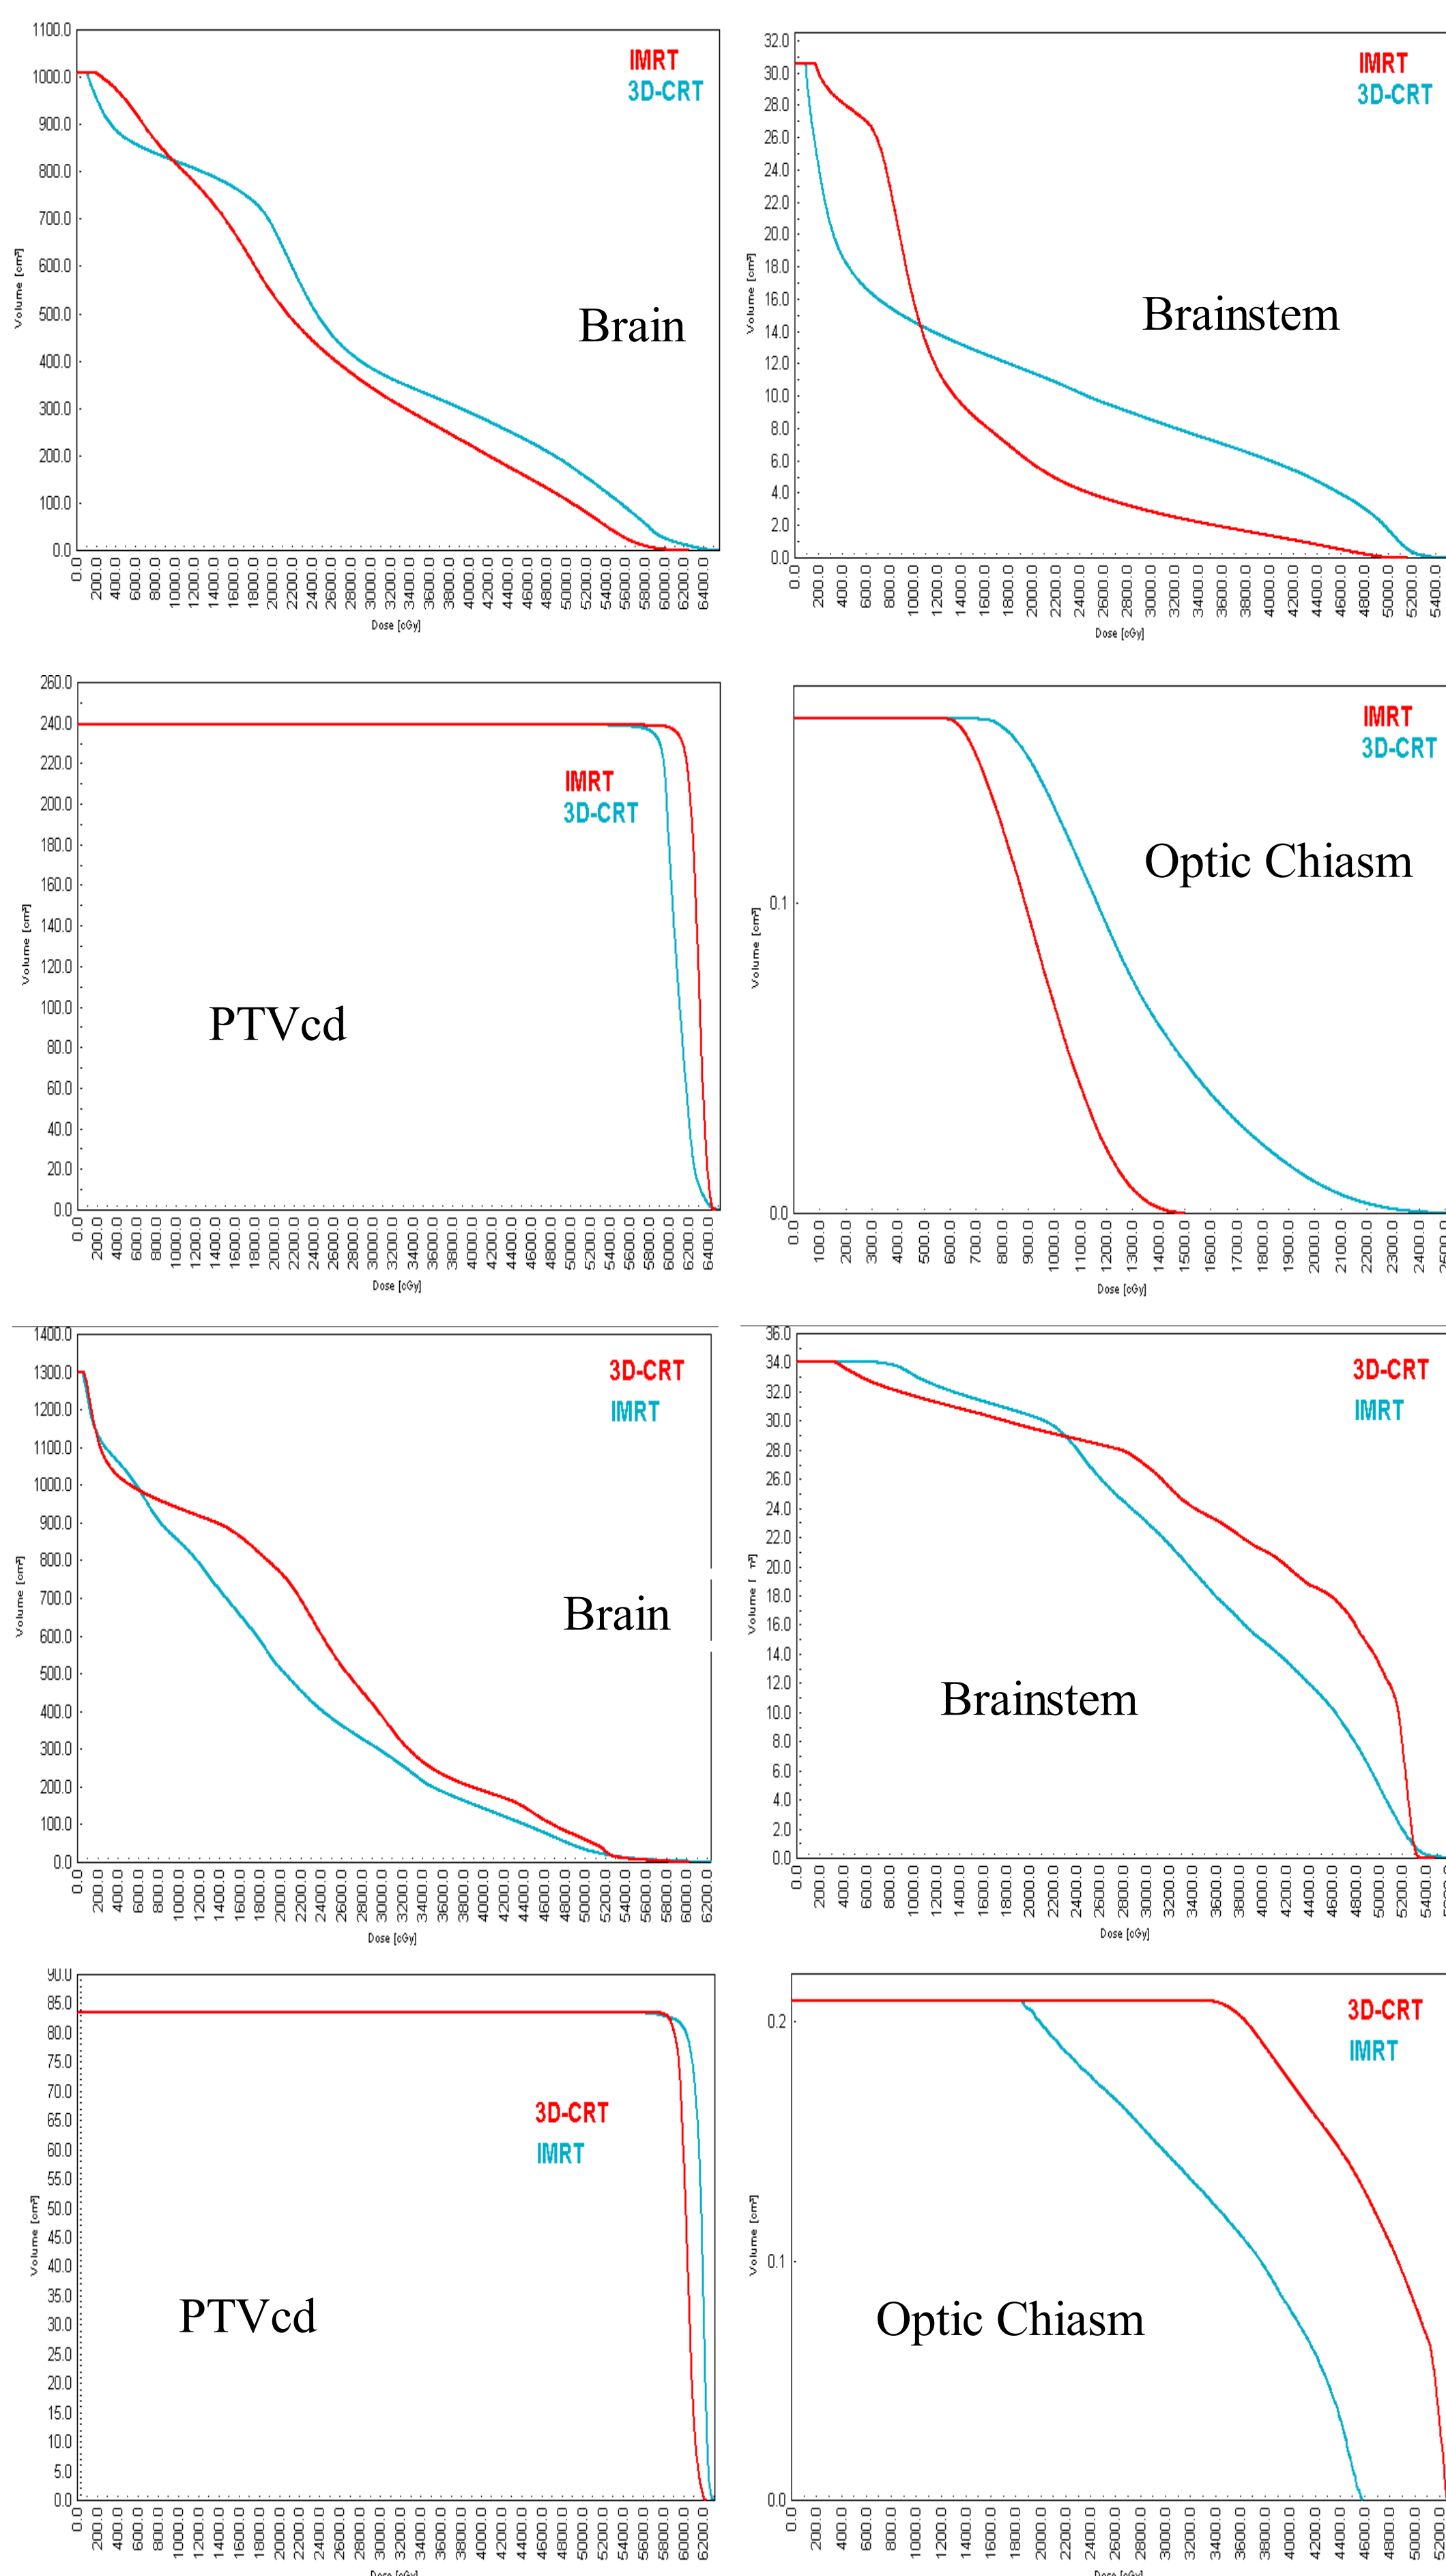 1100.0
1000.0
900.0
800.0
700.0
600.0
500.0
400.0
300.0
200.0
100.0
0.0
Volume [cm³]
IMRT
3D-CRT
Brain
0.0 200.0 400.0 600.0 800.0 1000.0 1200.0 1400.0 1600.0 1800.0 2000.0 2200.0 2400.0 2600.0 2800.0 3000.0 3200.0 3400.0 3600.0 3800.0 4000.0 4200.0 4400.0 4600.0 4800.0 5000.0 5200.0 5400.0 5600.0 5800.0 6000.0 6200.0 6400.0
Dose [cGy]
32.0
30.0
28.0
26.0
24.0
22.0
20.0
18.0
16.0
14.0
12.0
10.0
8.0
6.0
4.0
2.0
0.0
Volume [cm³]
IMRT
3D-CRT
Brainstem
0.0 200.0 400.0 600.0 800.0 1000.0 1200.0 1400.0 1600.0 1800.0 2000.0 2200.0 2400.0 2600.0 2800.0 3000.0 3200.0 3400.0 3600.0 3800.0 4000.0 4200.0 4400.0 4600.0 4800.0 5000.0 5200.0 5400.0
Dose [cGy]
260.0
240.0
220.0
200.0
180.0
160.0
140.0
120.0
100.0
80.0
60.0
40.0
20.0
0.0
Volume [cm³]
IMRT
3D-CRT
PTVcd
0.0 200.0 400.0 600.0 800.0 1000.0 1200.0 1400.0 1600.0 1800.0 2000.0 2200.0 2400.0 2600.0 2800.0 3000.0 3200.0 3400.0 3600.0 3800.0 4000.0 4200.0 4400.0 4600.0 4800.0 5000.0 5200.0 5400.0 5600.0 5800.0 6000.0 6200.0 6400.0
Dose [cGy]
0.1
0.0
Volume [cm³]
IMRT
3D-CRT
Optic Chiasm
0.0 100.0 200.0 300.0 400.0 500.0 600.0 700.0 800.0 900.0 1000.0 1100.0 1200.0 1300.0 1400.0 1500.0 1600.0 1700.0 1800.0 1900.0 2000.0 2100.0 2200.0 2300.0 2400.0
Dose [cGy]
1400.0
1300.0
1200.0
1100.0
1000.0
900.0
800.0
700.0
600.0
500.0
400.0
300.0
200.0
100.0
0.0
Volume [cm³]
3D-CRT
IMRT
Brain
0.0 200.0 400.0 600.0 800.0 1000.0 1200.0 1400.0 1600.0 1800.0 2000.0 2200.0 2400.0 2600.0 2800.0 3000.0 3200.0 3400.0 3600.0 3800.0 4000.0 4200.0 4400.0 4600.0 4800.0 5000.0 5200.0 5400.0 5600.0 5800.0 6000.0 6200.0
Dose [cGy]
36.0
34.0
32.0
30.0
28.0
26.0
24.0
22.0
20.0
18.0
16.0
14.0
12.0
10.0
8.0
6.0
4.0
2.0
0.0
Volume [
3D-CRT
IMRT
Brainstem
0.0 200.0 400.0 600.0 800.0 1000.0 1200.0 1400.0 1600.0 1800.0 2000.0 2200.0 2400.0 2600.0 2800.0 3000.0 3200.0 3400.0 3600.0 3800.0 4000.0 4200.0 4400.0 4600.0 4800.0 5000.0 5200.0 5400.0
Dose [cGy]
90.0
85.0
80.0
75.0
70.0
65.0
60.0
55.0
50.0
45.0
40.0
35.0
30.0
25.0
20.0
15.0
10.0
5.0
0.0
Volume [cm³]
3D-CRT
IMRT
PTVcd
0.0 200.0 400.0 600.0 800.0 1000.0 1200.0 1400.0 1600.0 1800.0 2000.0 2200.0 2400.0 2600.0 2800.0 3000.0 3200.0 3400.0 3600.0 3800.0 4000.0 4200.0 4400.0 4600.0 4800.0 5000.0 5200.0 5400.0 5600.0 5800.0 6000.0 6200.0
Dose [cGy]
0.2
0.1
0.0
Volume [cm³]
3D-CRT
IMRT
Optic Chiasm
0.0 200.0 400.0 600.0 800.0 1000.0 1200.0 1400.0 1600.0 1800.0 2000.0 2200.0 2400.0 2600.0 2800.0 3000.0 3200.0 3400.0 3600.0 3800.0 4000.0 4200.0 4400.0 4600.0 4800.0 5000.0 5200.0
Dose [cGy]